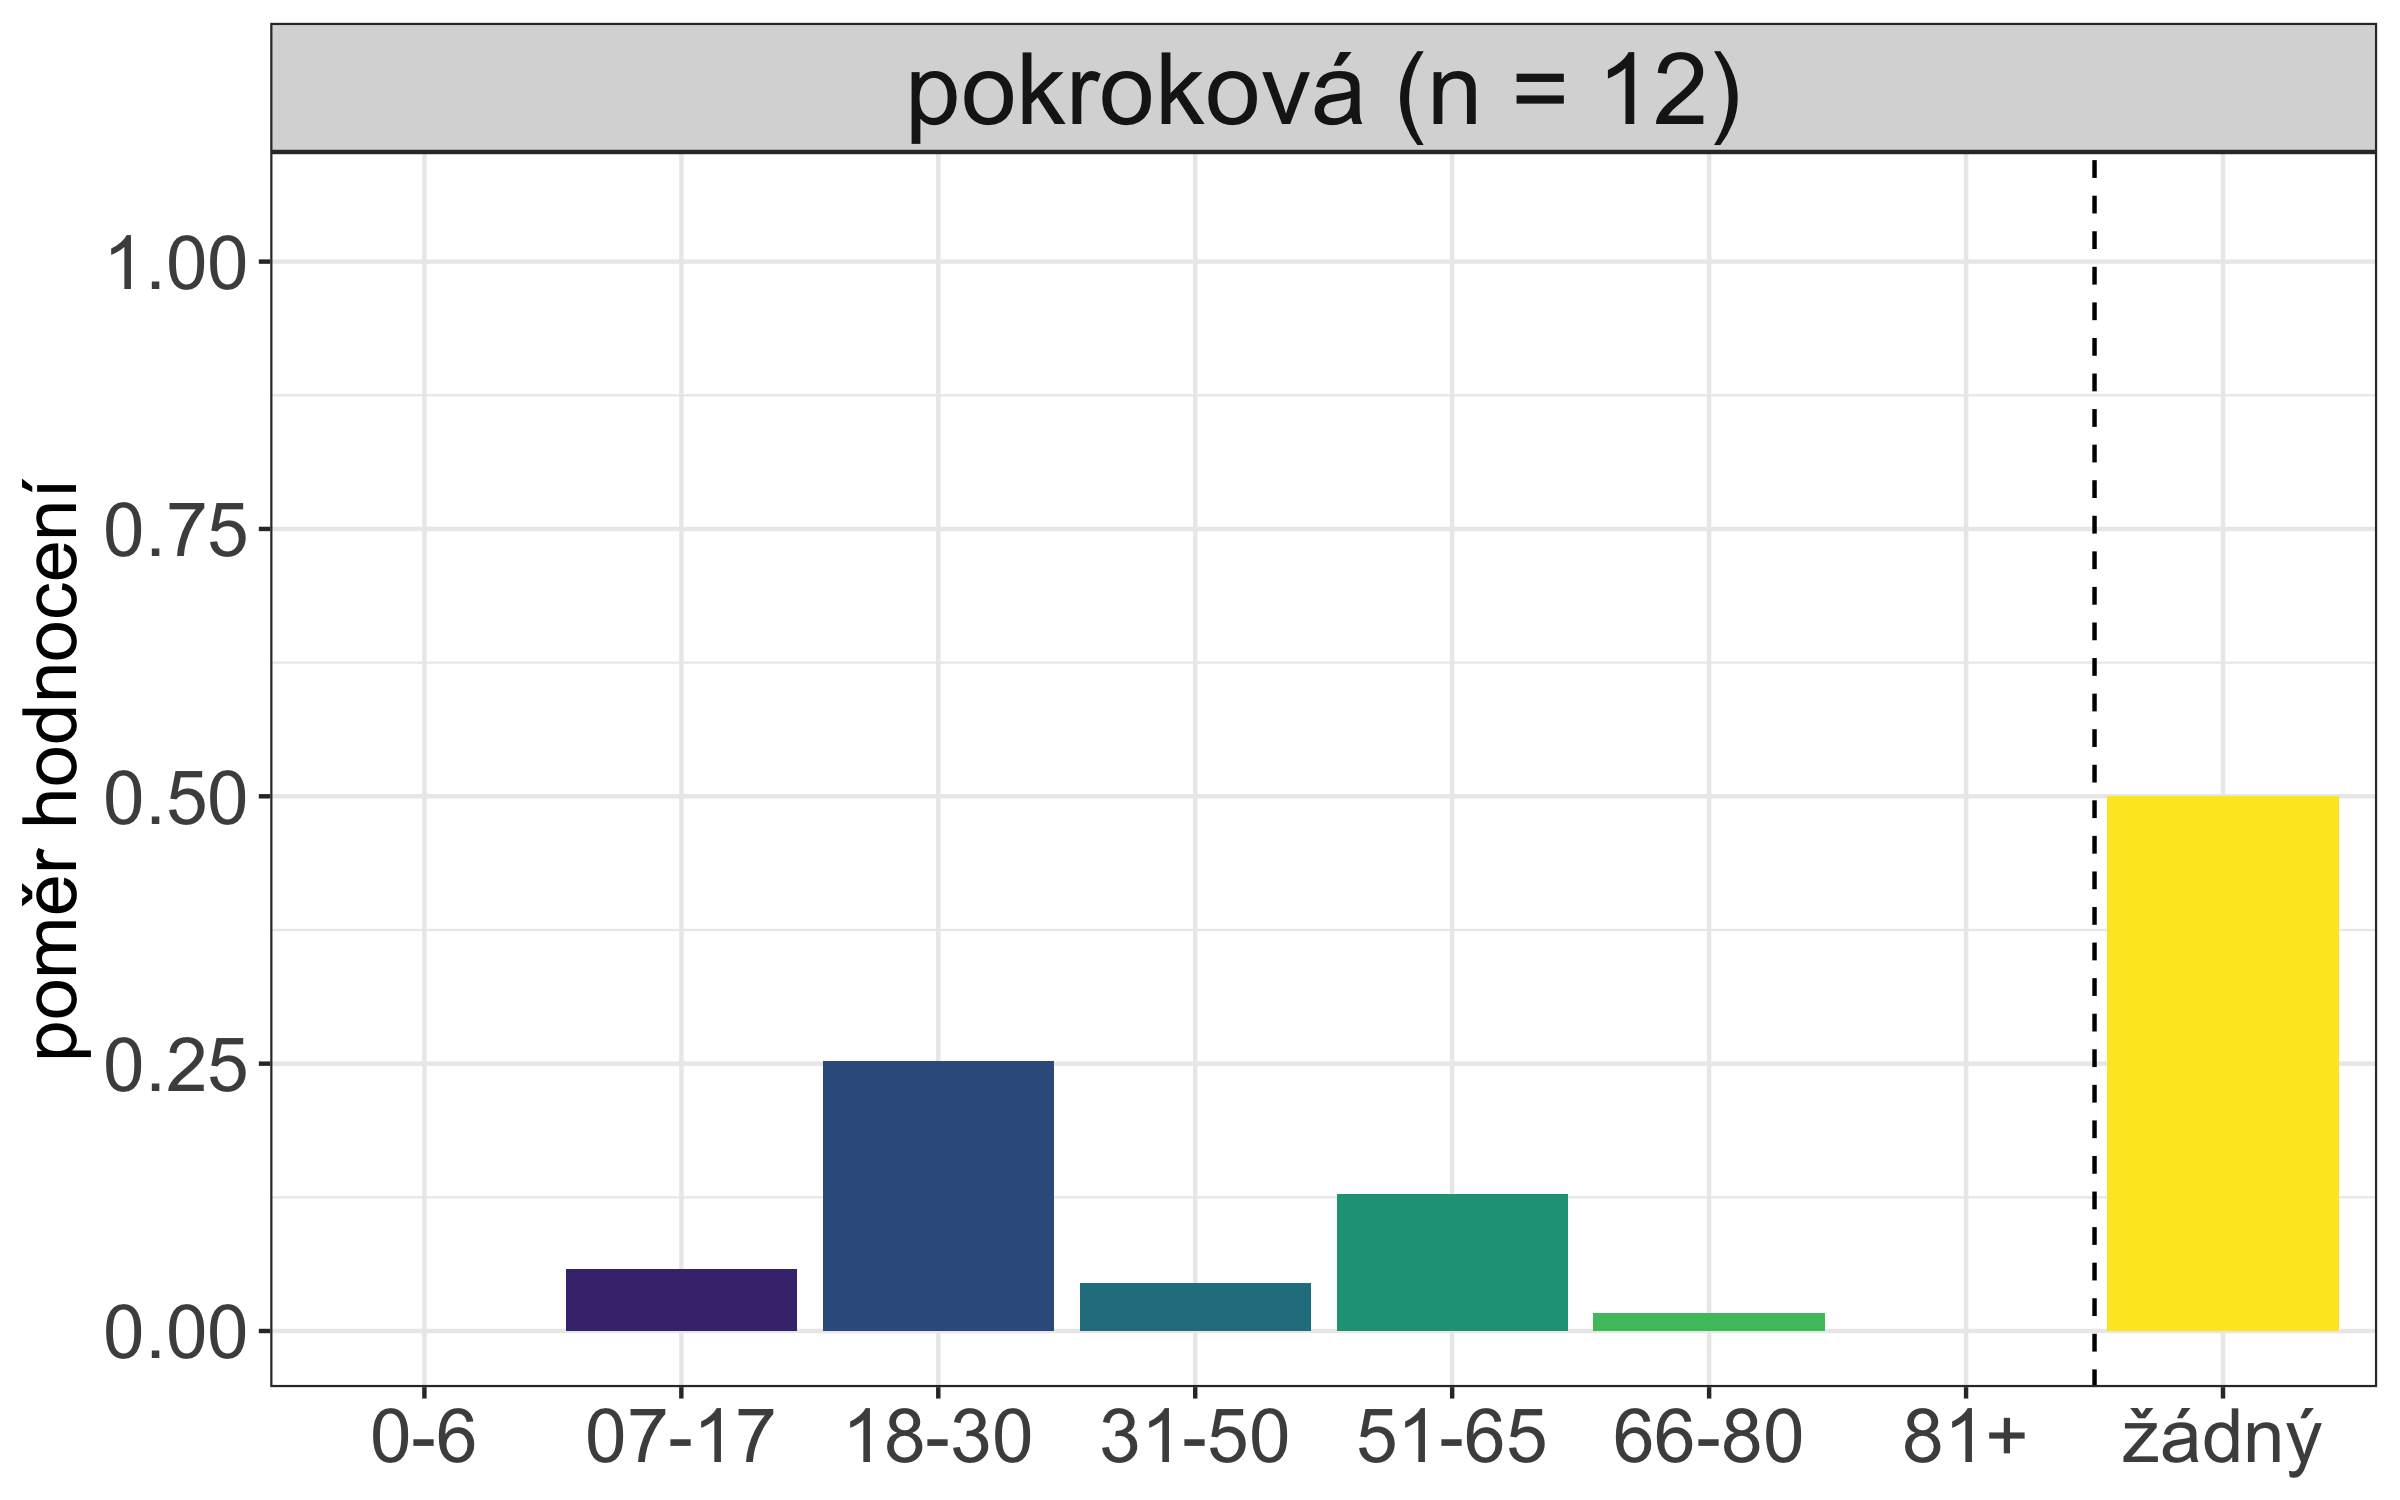 pokroková (n = 12)
poměr hodnocení
1.00
0.75
0.50
0.25
0.00
0-6 07-17 18-30 31-50 51-65 66-80 81+ žádný